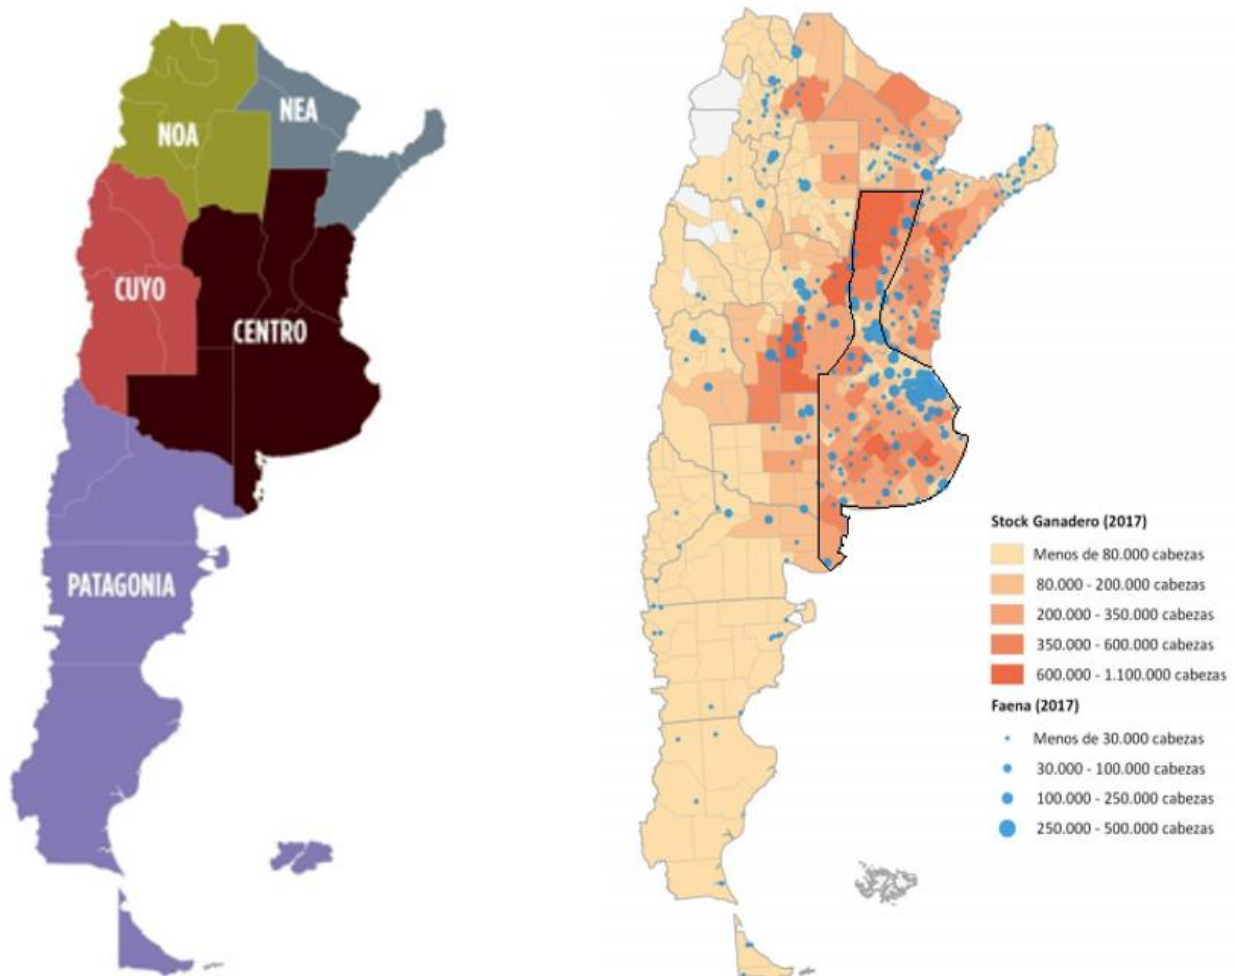 NOA
NEA
CUYO
CENTRO
PATAGONIA
Stock Ganadero (2017)
Menos de 80.000 cabezas
80.000 - 200.000 cabezas
200.000 - 350.000 cabezas
350.000 - 600.000 cabezas
600.000 - 1.100.000 cabezas
Faena (2017)
Menos de 30.000 cabezas
30.000 - 100.000 cabezas
100.000 - 250.000 cabezas
250.000 - 500.000 cabezas